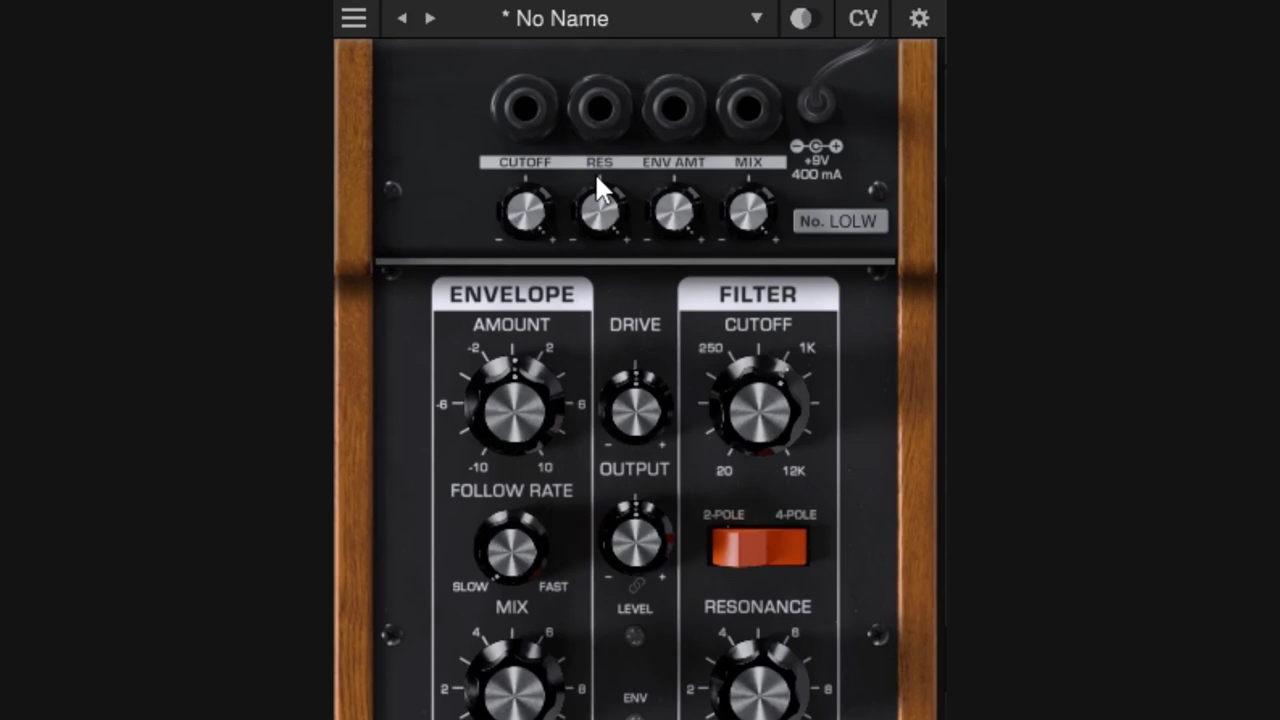 * No Name
CV
CUTOFF RES ENV AMT MIX
+9V
400 mA
No. LOLW
ENVELOPE
AMOUNT
-2 2
-6 6
-10 10
FOLLOW RATE
SLOW FAST
MIX
4 6
2 8
DRIVE
- +
OUTPUT
- +
LEVEL
ENV
FILTER
CUTOFF
250 1K
20 12K
2-POLE 4-POLE
RESONANCE
4 6
2 8